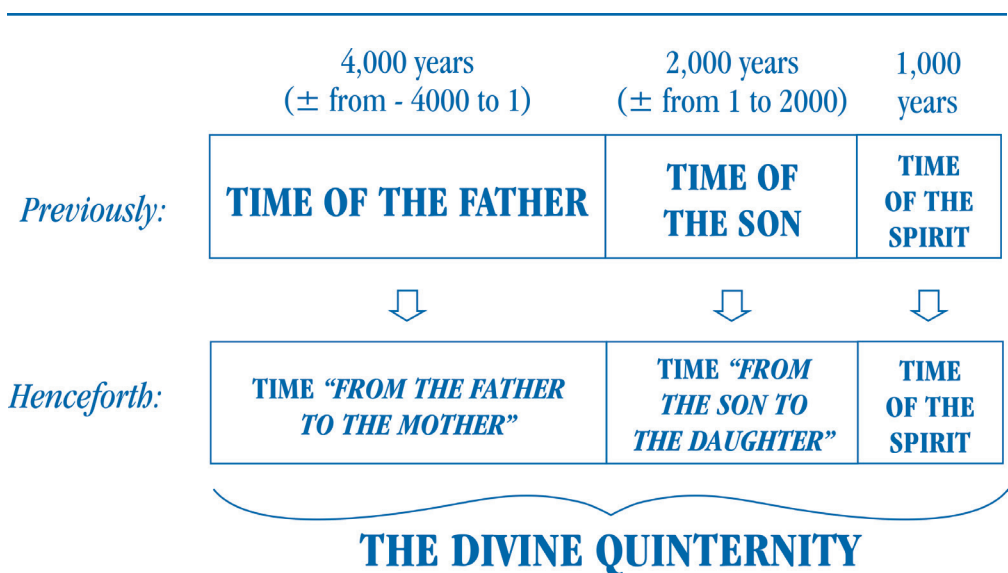 4,000 years
(± from - 4000 to 1)
2,000 years
(± from 1 to 2000)
1,000
years
Previously:
TIME OF THE FATHER
TIME OF
THE SON
TIME
OF THE
SPIRIT
Henceforth:
TIME “FROM THE FATHER
TO THE MOTHER”
TIME “FROM
THE SON TO
THE DAUGHTER”
TIME
OF THE
SPIRIT
THE DIVINE QUINTERNITY